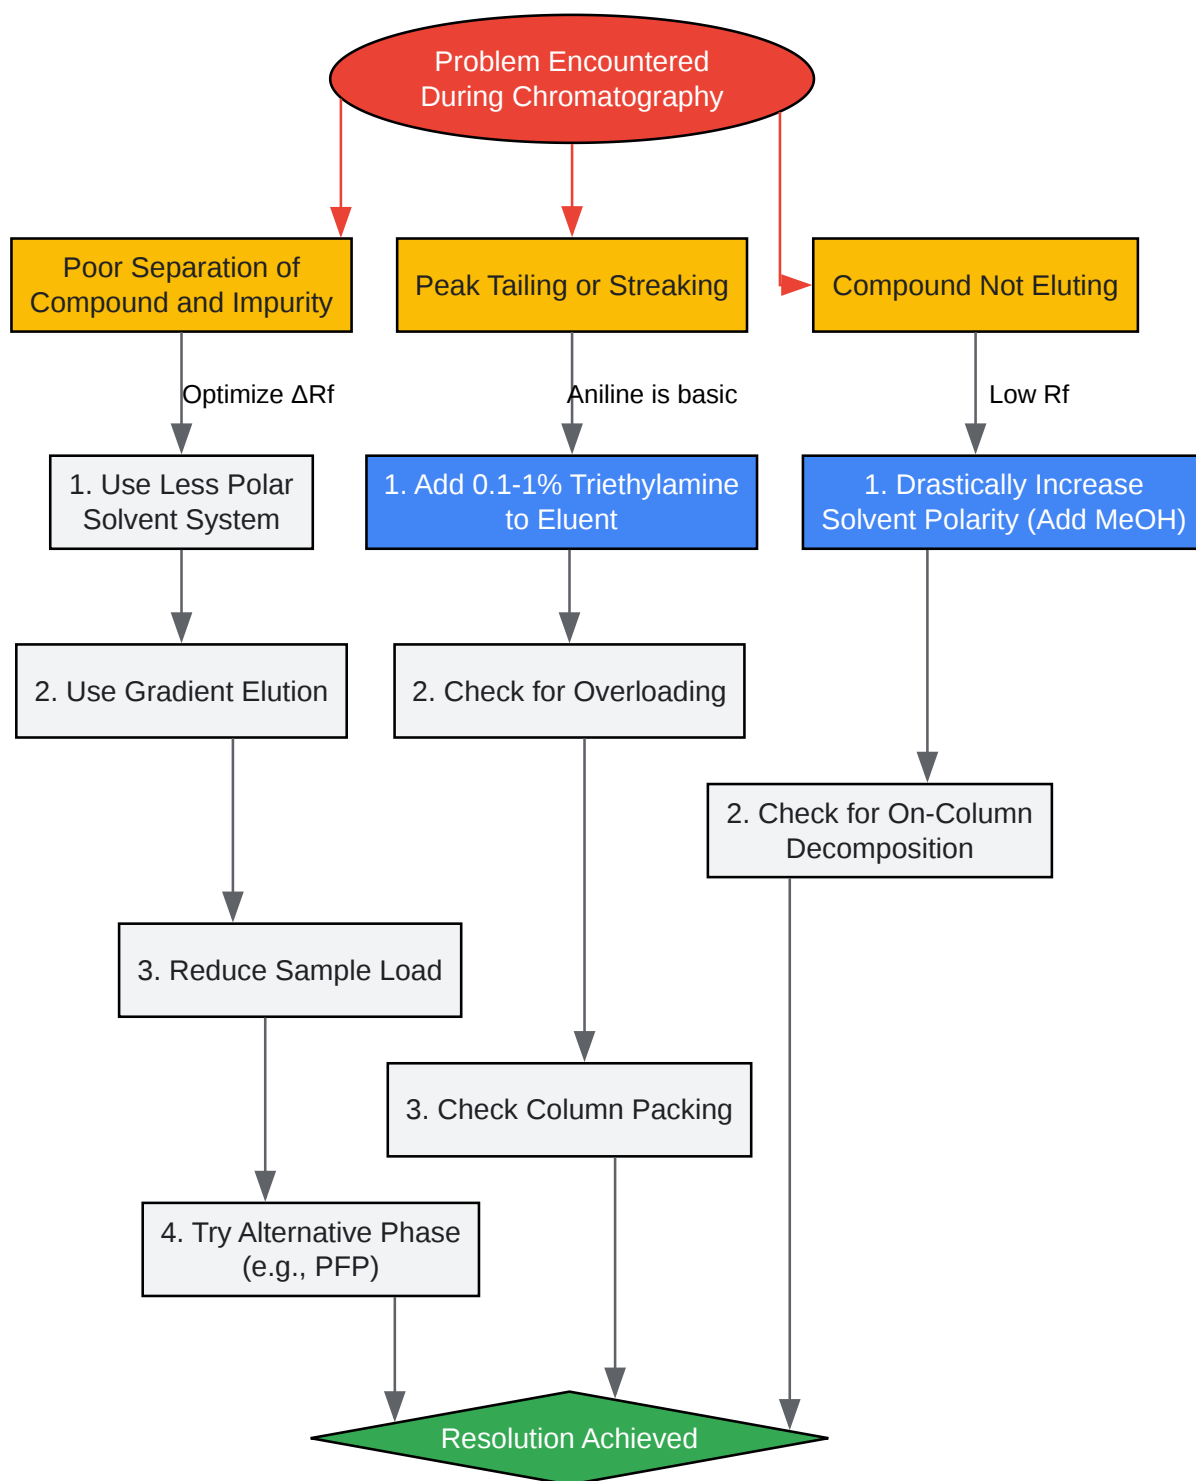 Problem Encountered
During Chromatography
Poor Separation of
Compound and Impurity
Peak Tailing or Streaking
Compound Not Eluting
Optimize ΔRf
Aniline is basic
Low Rf
1. Use Less Polar
Solvent System
1. Add 0.1-1% Triethylamine
to Eluent
1. Drastically Increase
Solvent Polarity (Add MeOH)
2. Use Gradient Elution
2. Check for Overloading
2. Check for On-Column
Decomposition
3. Reduce Sample Load
3. Check Column Packing
4. Try Alternative Phase
(e.g., PFP)
Resolution Achieved